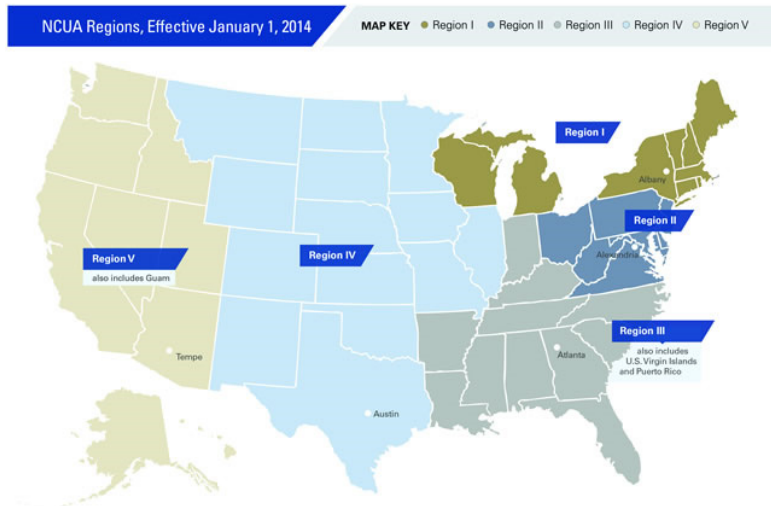 NCUA Regions, Effective January 1, 2014
MAP KEY Region I Region II Region III Region IV Region V
Region I
Albany
Region II
Alexandria
Region V
also includes Guam
Region IV
Region III
also includes
U.S. Virgin Islands
and Puerto Rico
Tempe
Atlanta
Austin